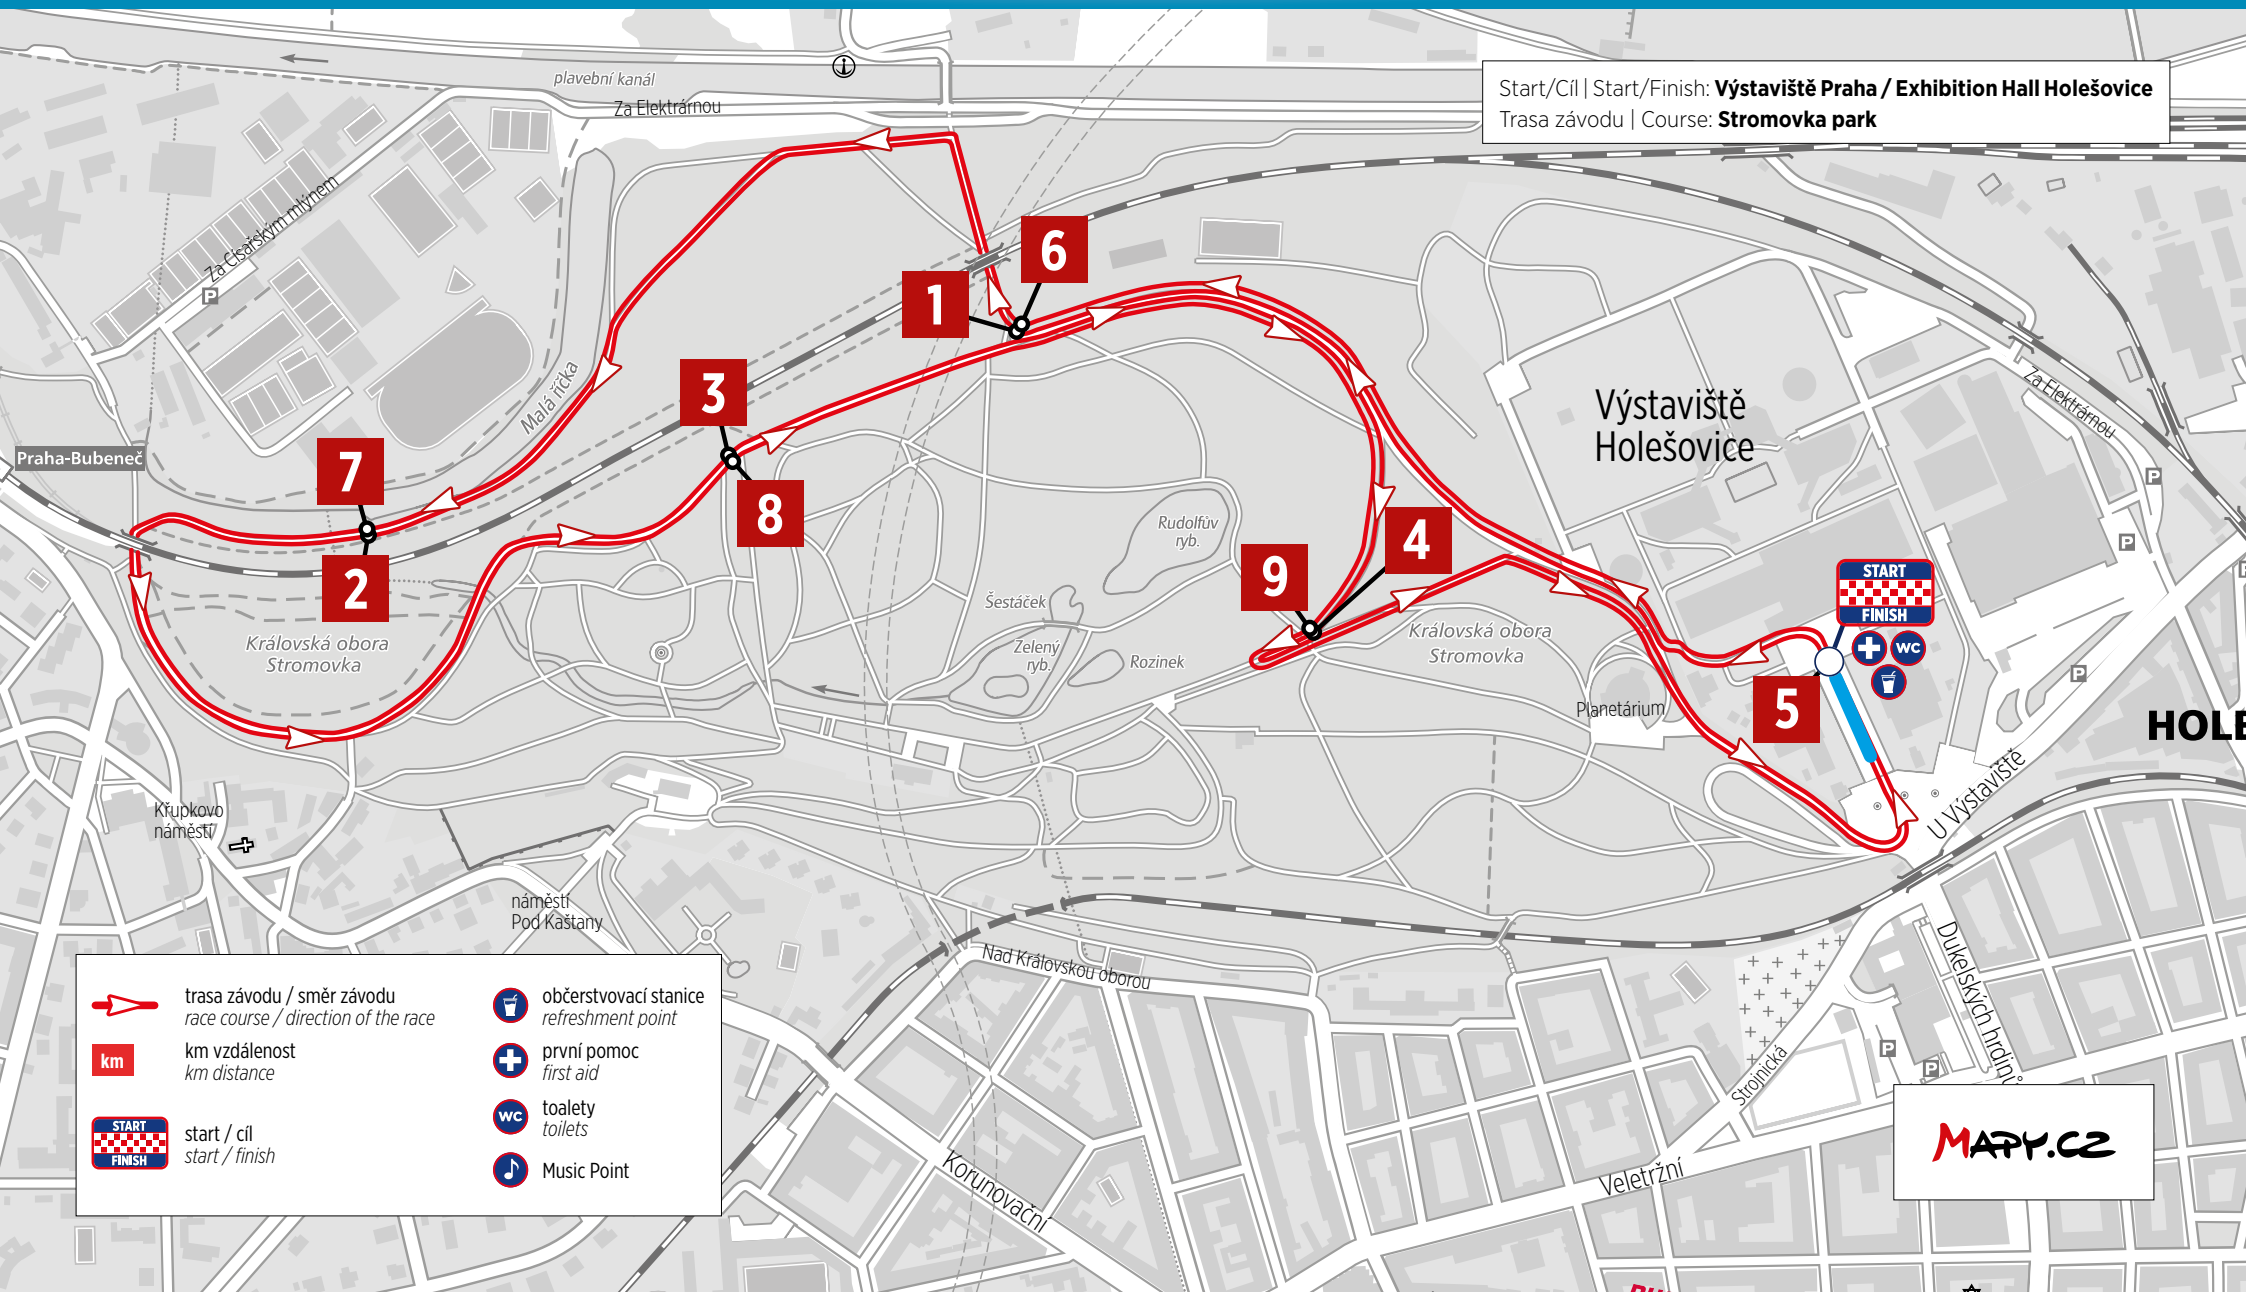 plavební kanál
Za Elektrárnou
Start/Cíl | Start/Finish: Výstaviště Praha / Exhibition Hall Holešovice
Trasa závodu | Course: Stromovka park
Za Císařským mlýnem
P
6
1
Malá říčka
3
Výstaviště
Holešovice
Za Elektrárnou
Praha-Bubeneč
7
8
2
Rudolfův
ryb.
P
P
4
9
Šestáček
Zelený
ryb.
Rozinek
Královská obora
Stromovka
Královská obora
Stromovka
START
FINISH
WC
P
5
Planetárium
HOLE
U Výstaviště
Křupkovo
náměstí
náměstí
Pod Kaštany
Nad Královskou oborou
Dukelských hrdinů
Strojnická
P
P
Veletržní
Korunovační
trasa závodu / směr závodu
race course / direction of the race
km
km vzdálenost
km distance
START
FINISH
start / cíl
start / finish
občerstvovací stanice
refreshment point
první pomoc
first aid
WC
toalety
toilets
Music Point
MAPY.CZ